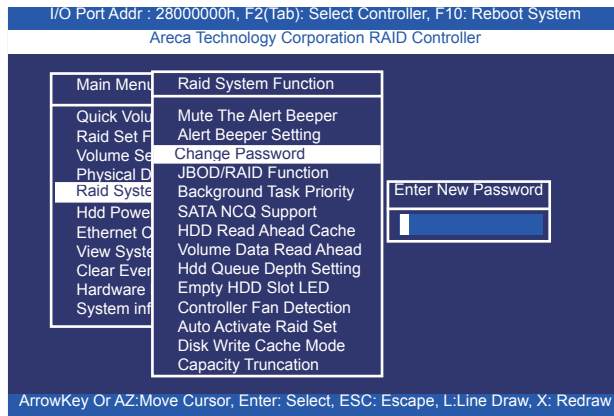 I/O Port Addr : 28000000h, F2(Tab): Select Controller, F10: Reboot System
Areca Technology Corporation RAID Controller
Main Menu
Quick Volu
Raid Set F
Volume Se
Physical D
Raid Syste
Hdd Powe
Ethernet C
View Syste
Clear Even
Hardware
System inf
Raid System Function
Mute The Alert Beeper
Alert Beeper Setting
Change Password
JBOD/RAID Function
Background Task Priority
SATA NCQ Support
HDD Read Ahead Cache
Volume Data Read Ahead
Hdd Queue Depth Setting
Empty HDD Slot LED
Controller Fan Detection
Auto Activate Raid Set
Disk Write Cache Mode
Capacity Truncation
Enter New Password
ArrowKey Or AZ:Move Cursor, Enter: Select, ESC: Escape, L:Line Draw, X: Redraw